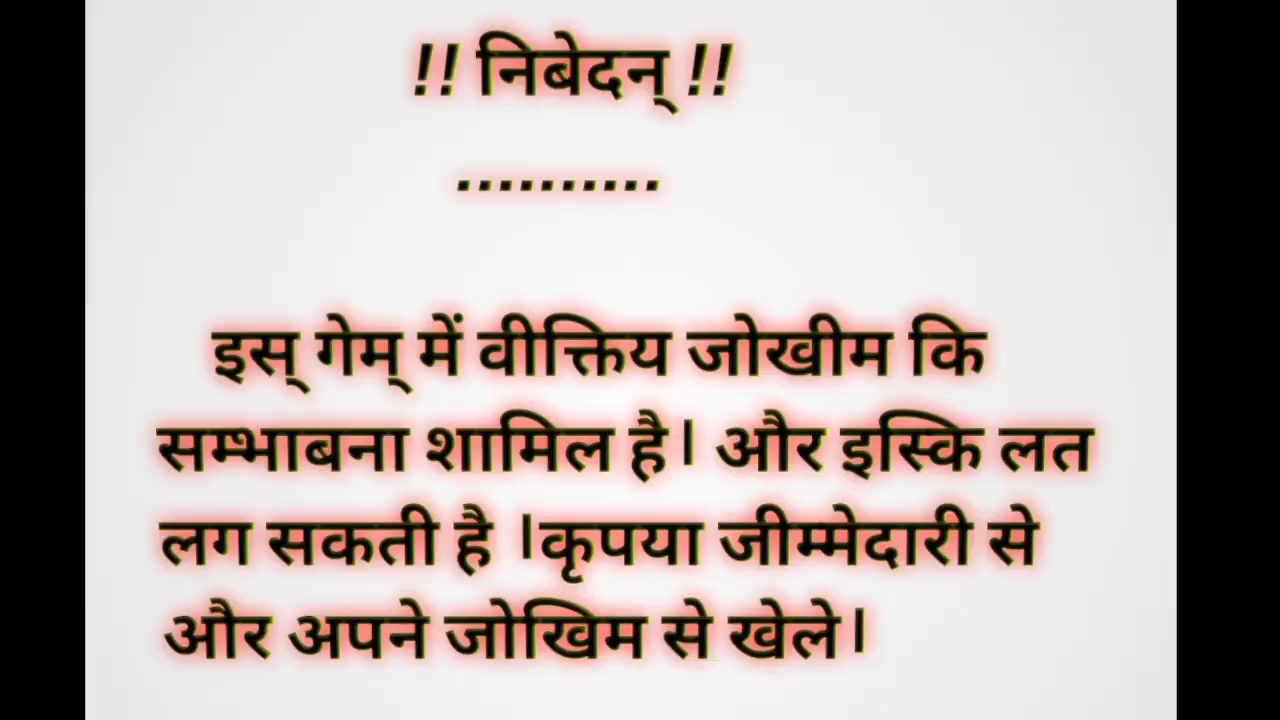 !! निबेदन् !!
..........
इस् गेम् में वीत्तिय जोखीम कि
सम्भाबना शामिल है। और इस्कि लत
लग सकती है ।कृपया जीम्मेदारी से
और अपने जोखिम से खेले।